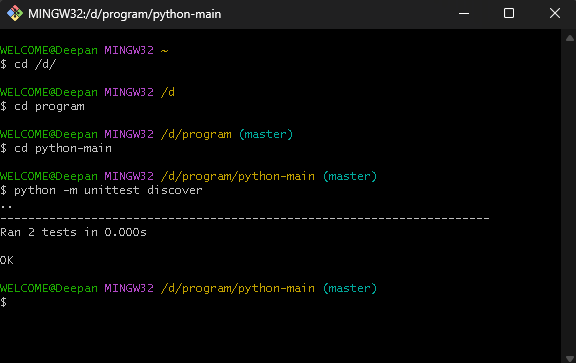 MINGW32:/d/program/python-main
WELCOME@Deepan MINGW32 ~
$ cd /d/
WELCOME@Deepan MINGW32 /d
$ cd program
WELCOME@Deepan MINGW32 /d/program (master)
$ cd python-main
WELCOME@Deepan MINGW32 /d/program/python-main (master)
$ python -m unittest discover
..
----------------------------------------------------------------------
Ran 2 tests in 0.000s
OK
WELCOME@Deepan MINGW32 /d/program/python-main (master)
$